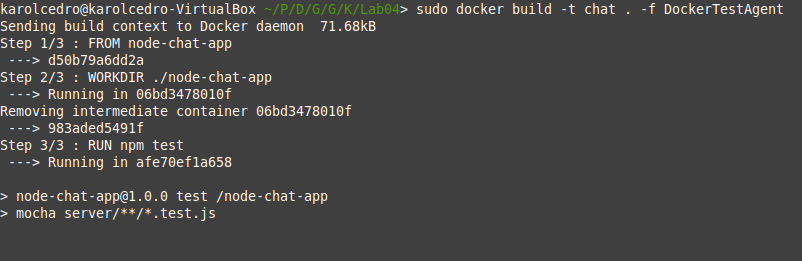 karolcedro@karolcedro-VirtualBox ~/P/D/G/G/K/Lab04> sudo docker build -t chat . -f DockerTestAgent
Sending build context to Docker daemon  71.68kB
Step 1/3 : FROM node-chat-app
 ---> d50b79a6dd2a
Step 2/3 : WORKDIR ./node-chat-app
 ---> Running in 06bd3478010f
Removing intermediate container 06bd3478010f
 ---> 983aded5491f
Step 3/3 : RUN npm test
 ---> Running in afe70ef1a658
> node-chat-app@1.0.0 test /node-chat-app
> mocha server/**/*.test.js